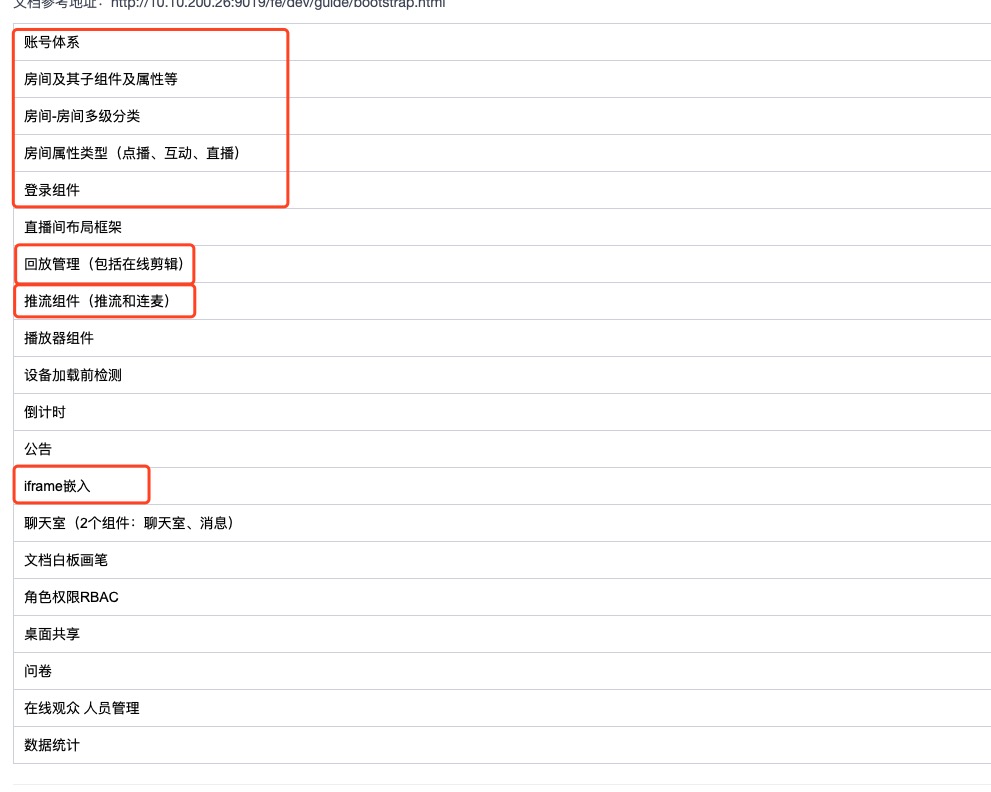 文档参考地址：http://10.10.200.26:9019/fe/dev/guide/bootstrap.html
账号体系
房间及其子组件及属性等
房间-房间多级分类
房间属性类型（点播、互动、直播）
登录组件
直播间布局框架
回放管理（包括在线剪辑）
推流组件（推流和连麦）
播放器组件
设备加载前检测
倒计时
公告
iframe嵌入
聊天室（2个组件：聊天室、消息）
文档白板画笔
角色权限RBAC
桌面共享
问卷
在线观众 人员管理
数据统计